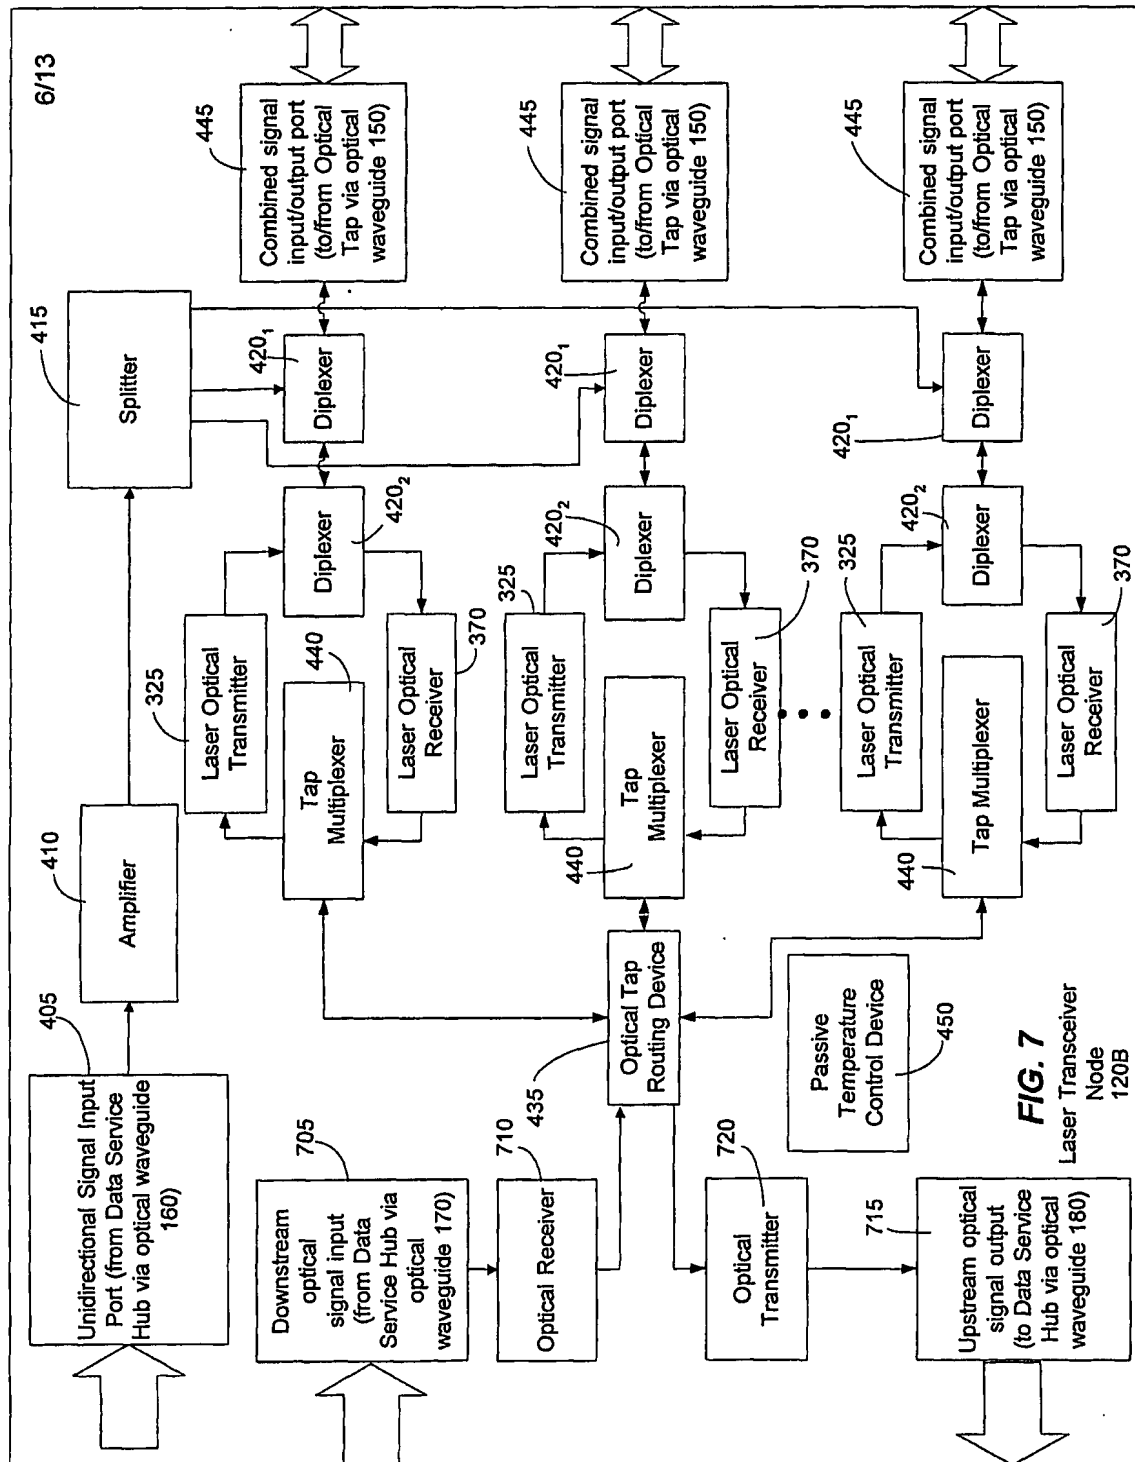 6/13
405
Unidirectional Signal Input
Port (from Data Service
Hub via optical waveguide
160)
410
Amplifier
415
Splitter
325
Laser Optical
Transmitter
440
Tap
Multiplexer
Laser Optical
Receiver
370
Diplexer
420₂
420₁
Diplexer
445
Combined signal
input/output port
(to/from Optical
Tap via optical
waveguide 150)
705
Downstream
optical
signal input
(from Data
Service Hub via
optical
waveguide 170)
710
Optical Receiver
435
Optical Tap
Routing Device
325
Laser Optical
Transmitter
440
Tap
Multiplexer
Laser Optical
Receiver
370
420₂
Diplexer
420₁
Diplexer
445
Combined signal
input/output port
(to/from Optical
Tap via optical
waveguide 150)
720
Optical
Transmitter
715
Upstream optical
signal output
(to Data Service
Hub via optical
waveguide 180)
Passive
Temperature
Control Device
450
325
Laser Optical
Transmitter
440
Tap Multiplexer
Laser Optical
Receiver
370
420₂
Diplexer
420₁
Diplexer
445
Combined signal
input/output port
(to/from Optical
Tap via optical
waveguide 150)
FIG. 7
Laser Transceiver
Node
120B